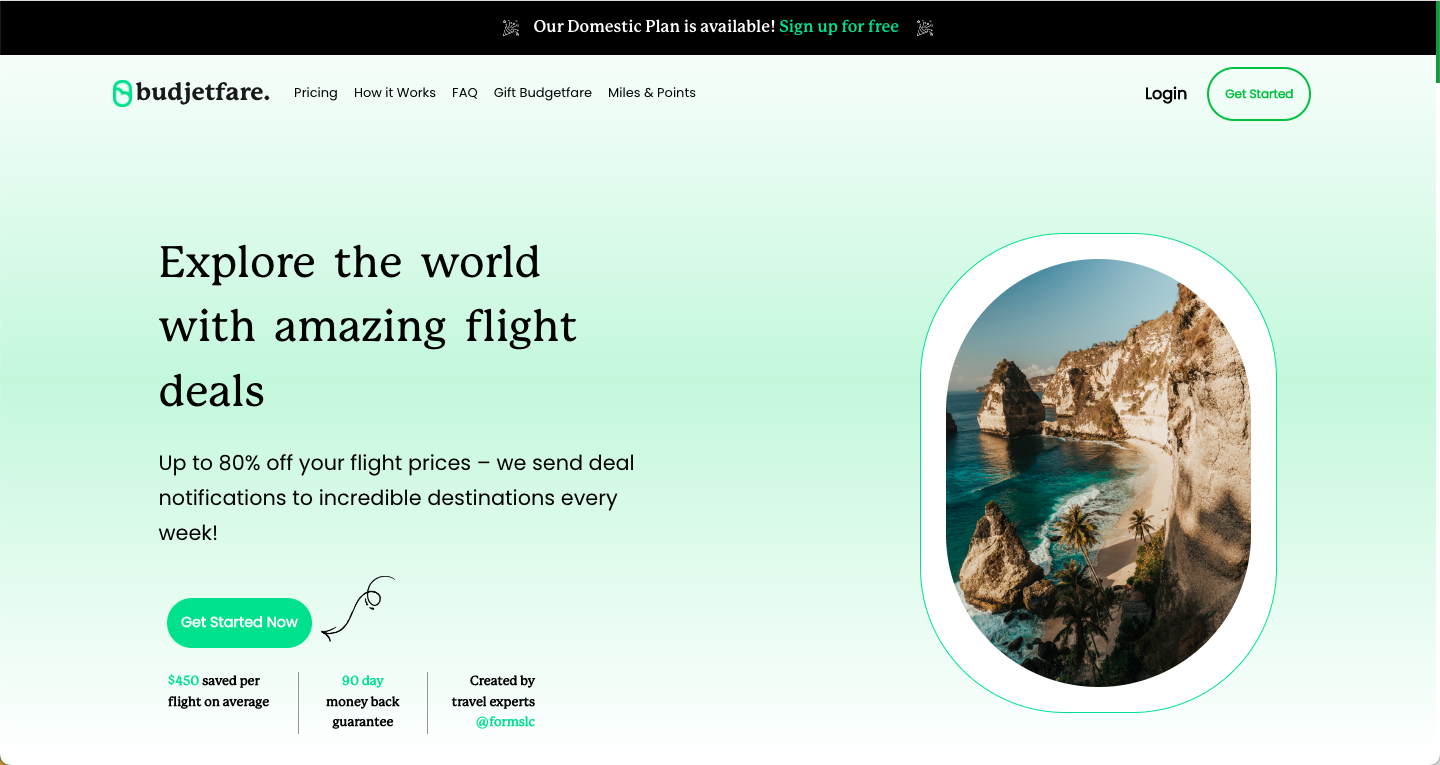 Our Domestic Plan is available! Sign up for free
budjetfare.
Pricing
How it Works
FAQ
Gift Budgetfare
Miles & Points
Login
Get Started
Explore the world
with amazing flight
deals
Up to 80% off your flight prices – we send deal
notifications to incredible destinations every
week!
Get Started Now
$450 saved per
flight on average
90 day
money back
guarantee
Created by
travel experts
@formslc